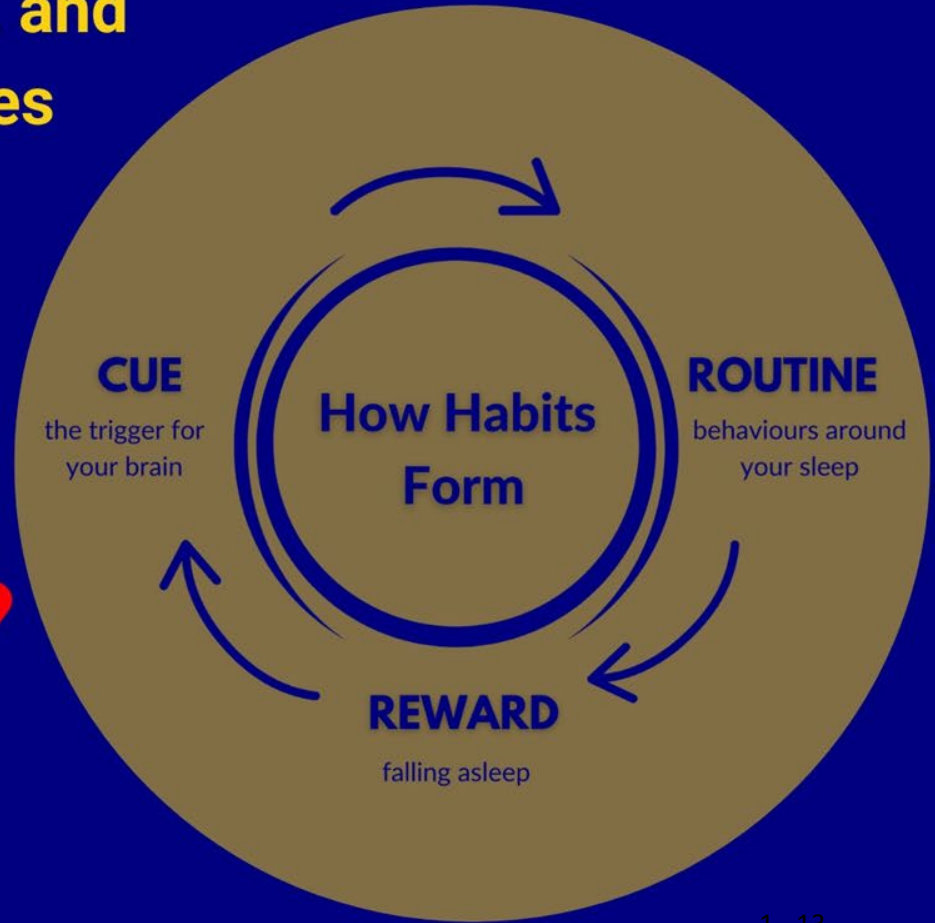 and
es
CUE
the trigger for
your brain
How Habits
Form
ROUTINE
behaviours around
your sleep
REWARD
falling asleep